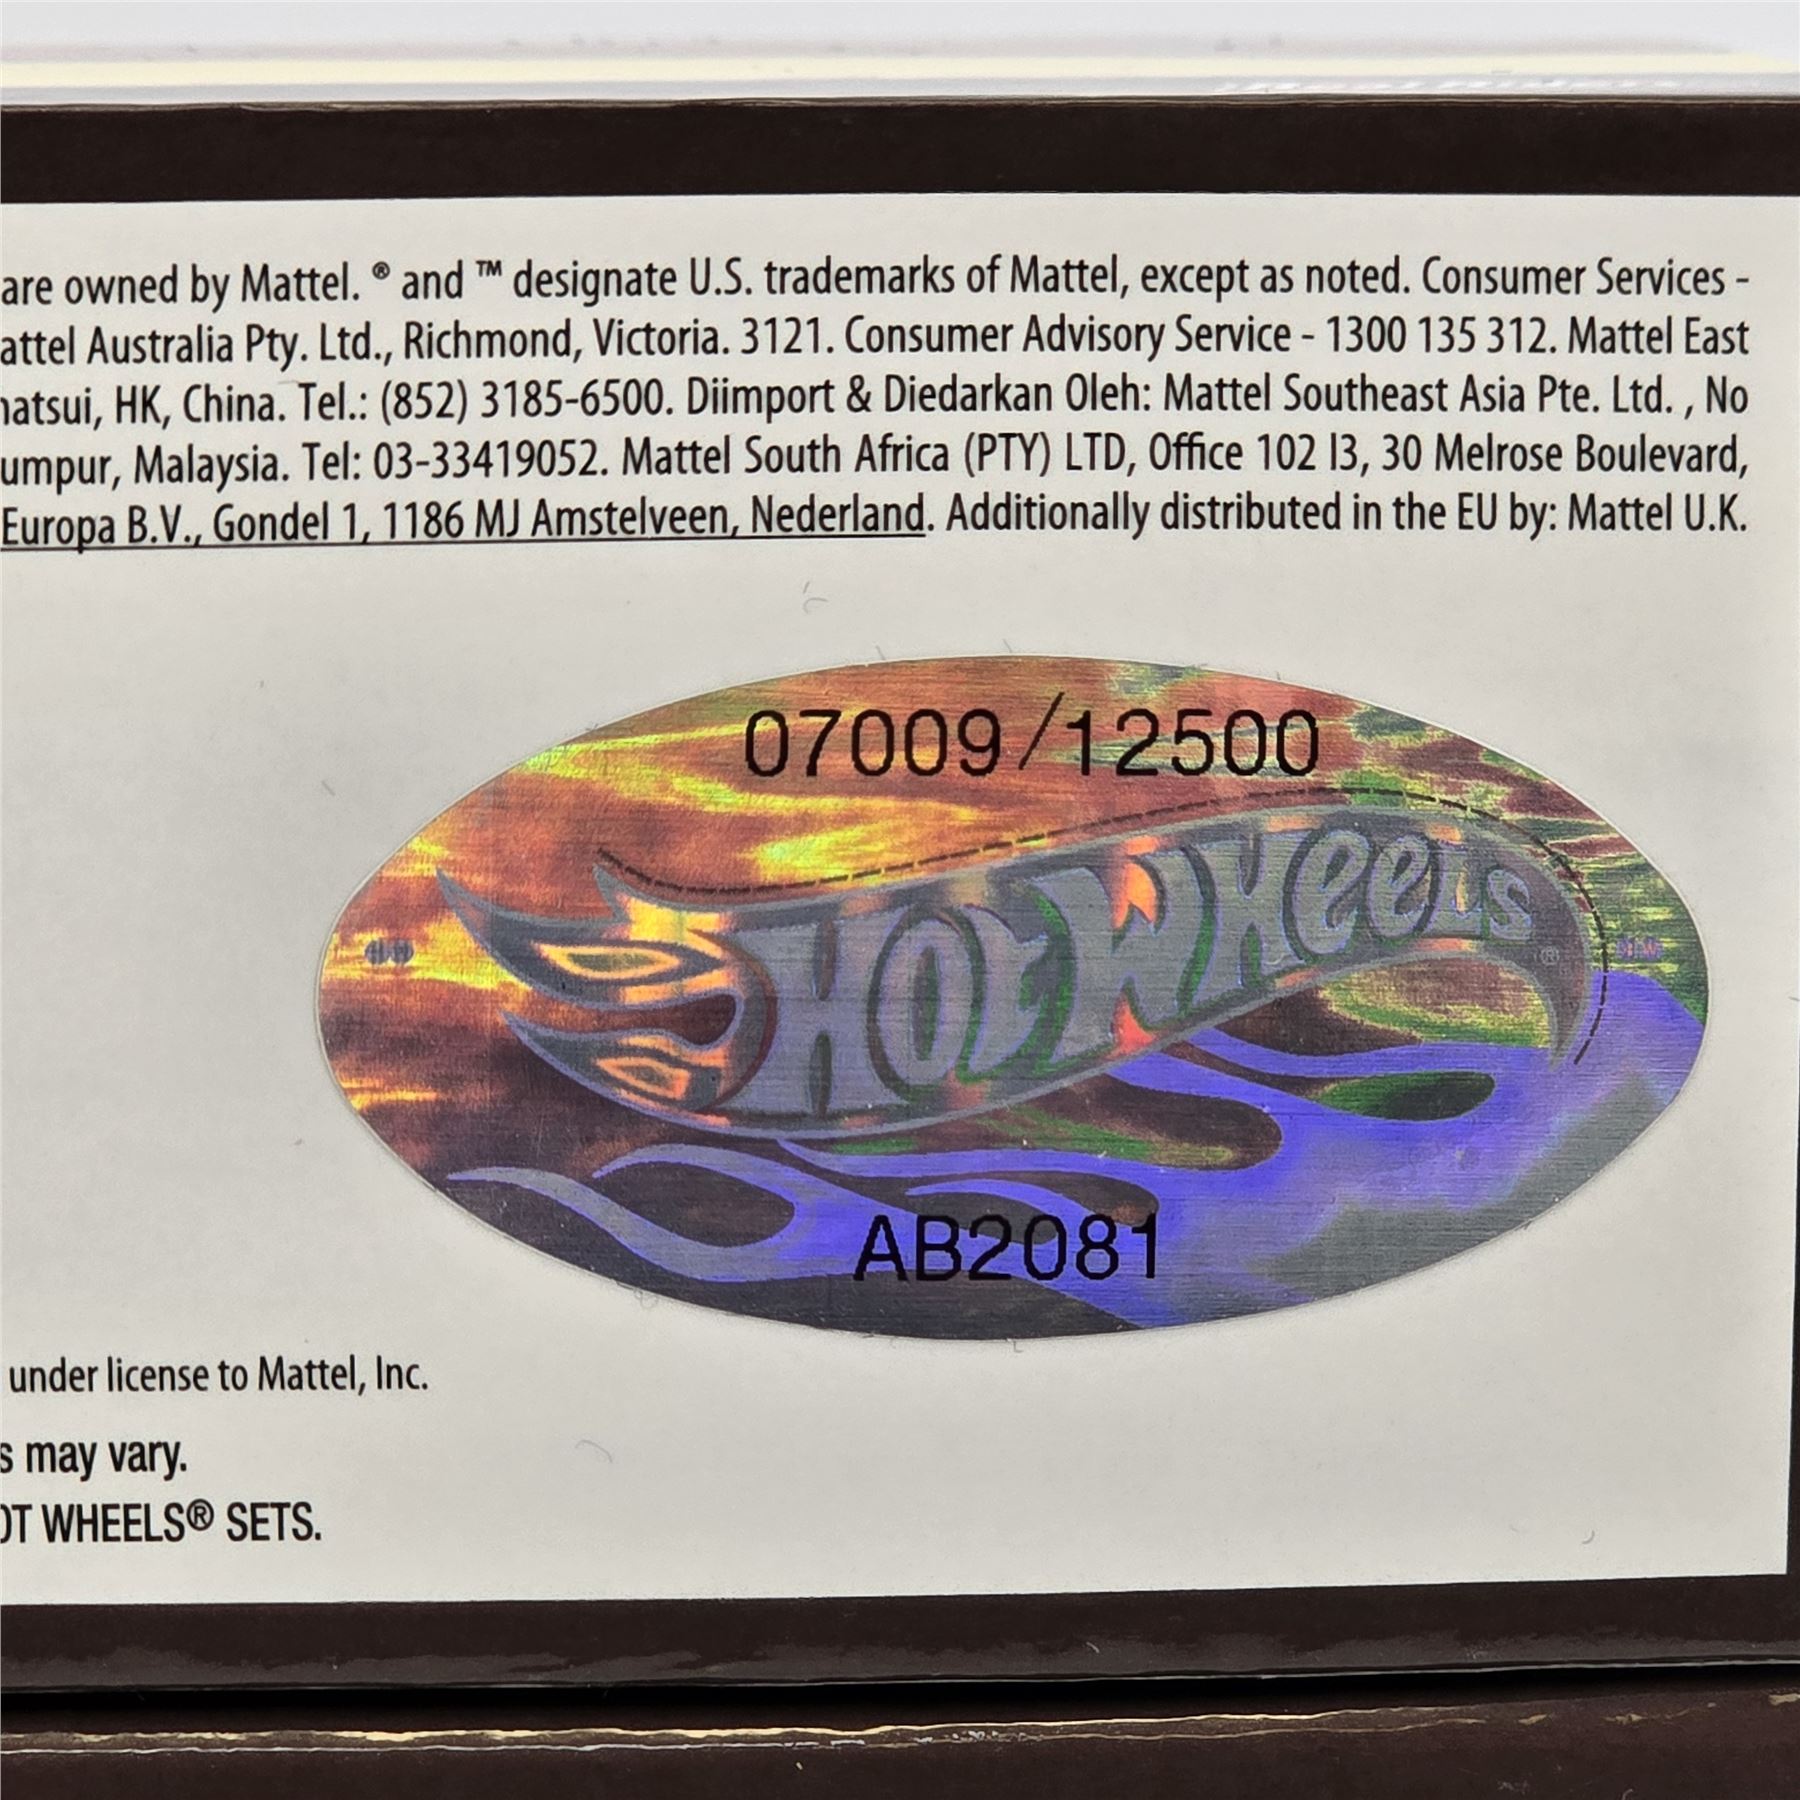 are owned by Mattel. ® and ™ designate U.S. trademarks of Mattel, except as noted. Consumer Services -
attel Australia Pty. Ltd., Richmond, Victoria. 3121. Consumer Advisory Service - 1300 135 312. Mattel East
hatsui, HK, China. Tel.: (852) 3185-6500. Diimport & Diedarkan Oleh: Mattel Southeast Asia Pte. Ltd. , No
umpur, Malaysia. Tel: 03-33419052. Mattel South Africa (PTY) LTD, Office 102 I3, 30 Melrose Boulevard,
Europa B.V., Gondel 1, 1186 MJ Amstelveen, Nederland. Additionally distributed in the EU by: Mattel U.K.
07009/12500
Hot Wheels ®
AB2081
under license to Mattel, Inc.
s may vary.
OT WHEELS® SETS.